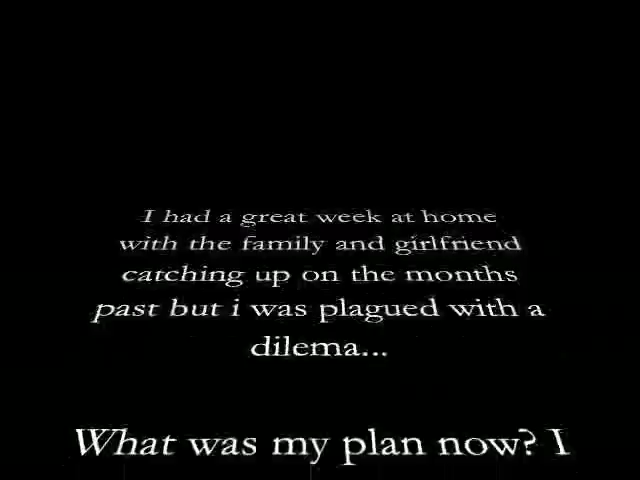 I had a great week at home
with the family and girlfriend
catching up on the months
past but i was plagued with a
dilema...
What was my plan now? I